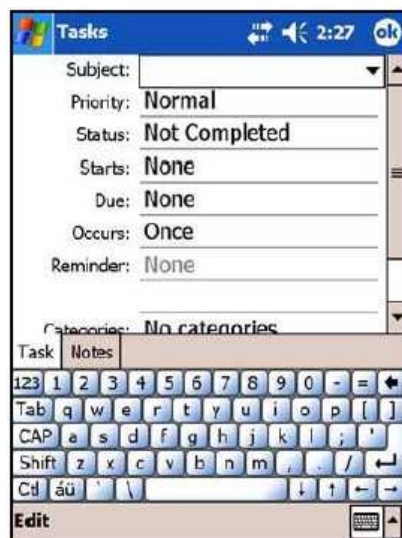 Tasks 2:27 ok
Subject:
Priority: Normal
Status: Not Completed
Starts: None
Due: None
Occurs: Once
Reminder: None
Categories: No categories
Task Notes
123 1 2 3 4 5 6 7 8 9 0 - =
Tab q w e r t y u i o p [ ]
CAP a s d f g h j k l ; '
Shift z x c v b n m , . /
Ctl áü ` \
Edit